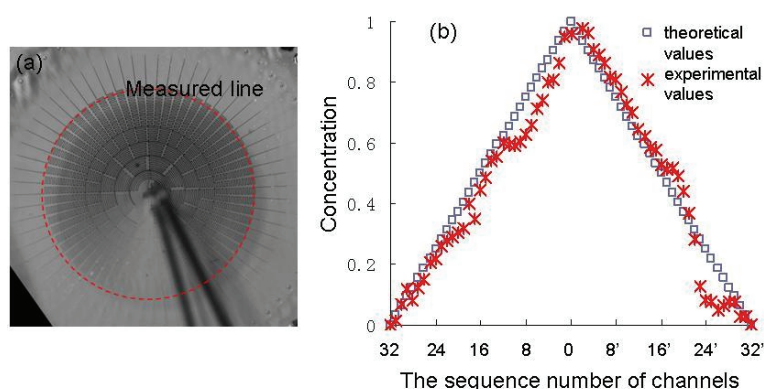 (a)
Measured line
(b)
theoretical
values
experimental
values
Concentration
1
0.8
0.6
0.4
0.2
0
32 24 16 8 0 8' 16' 24' 32'
The sequence number of channels